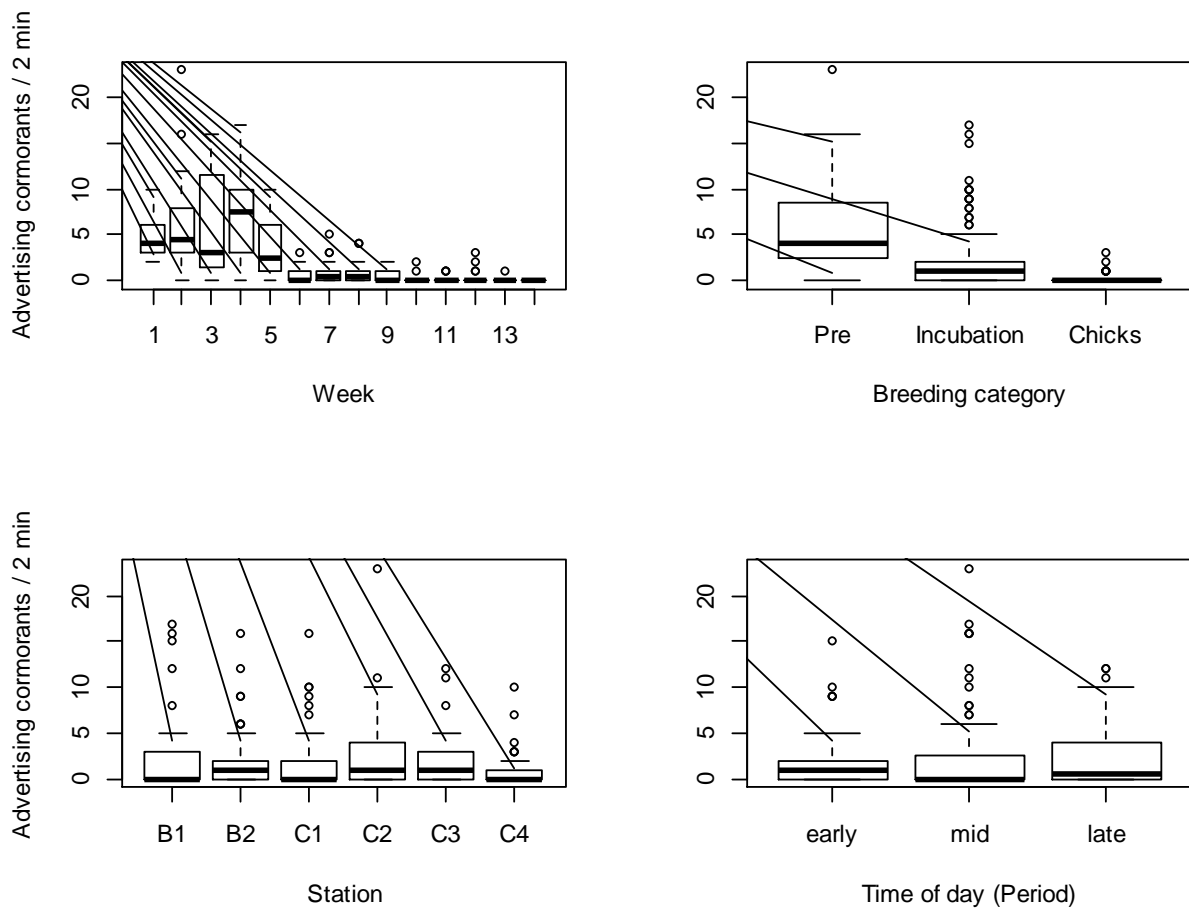 Advertising cormorants / 2 min
0 5 10 20
1 3 5 7 9 11 13
Week
0 5 10 20
Pre Incubation Chicks
Breeding category
Advertising cormorants / 2 min
0 5 10 20
B1 B2 C1 C2 C3 C4
Station
0 5 10 20
early mid late
Time of day (Period)